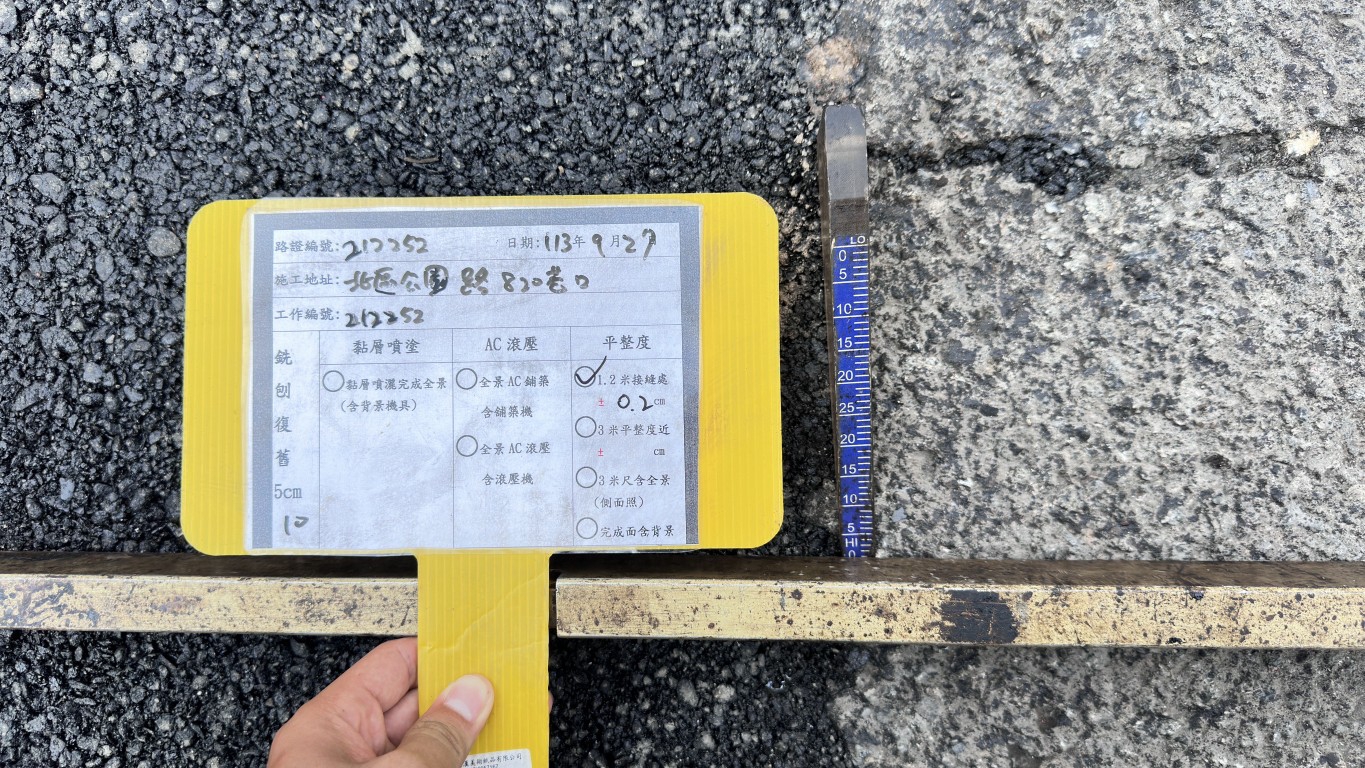 路證編號: 212252 日期: 113年 9月27日
施工地址: 北區公園路 820巷口
工作編號: 212252
銑刨復舊5cm
10
黏層噴塗
黏層噴灑完成全景
(含背景機具)
AC滾壓
全景AC鋪築
含鋪築機
全景AC滾壓
含滾壓機
平整度
1.2米接縫處
± 0.2cm
3米平整度近
± cm
3米尺含全景
(側面照)
完成面含背景
LO
0
5
10
15
20
25
20
15
10
5
HI
0